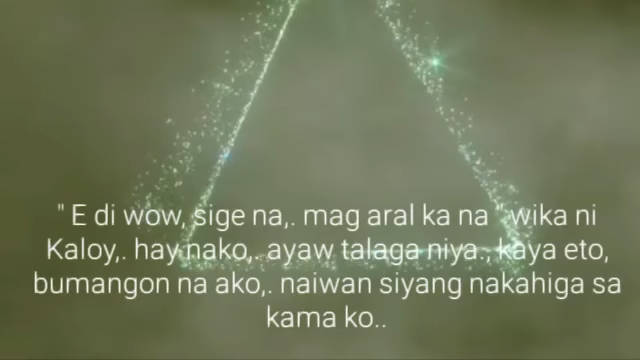 " E di wow, sige na,. mag aral ka na " wika ni
Kaloy,. hay nako,. ayaw talaga niya., kaya eto,
bumangon na ako,. naiwan siyang nakahiga sa
kama ko..